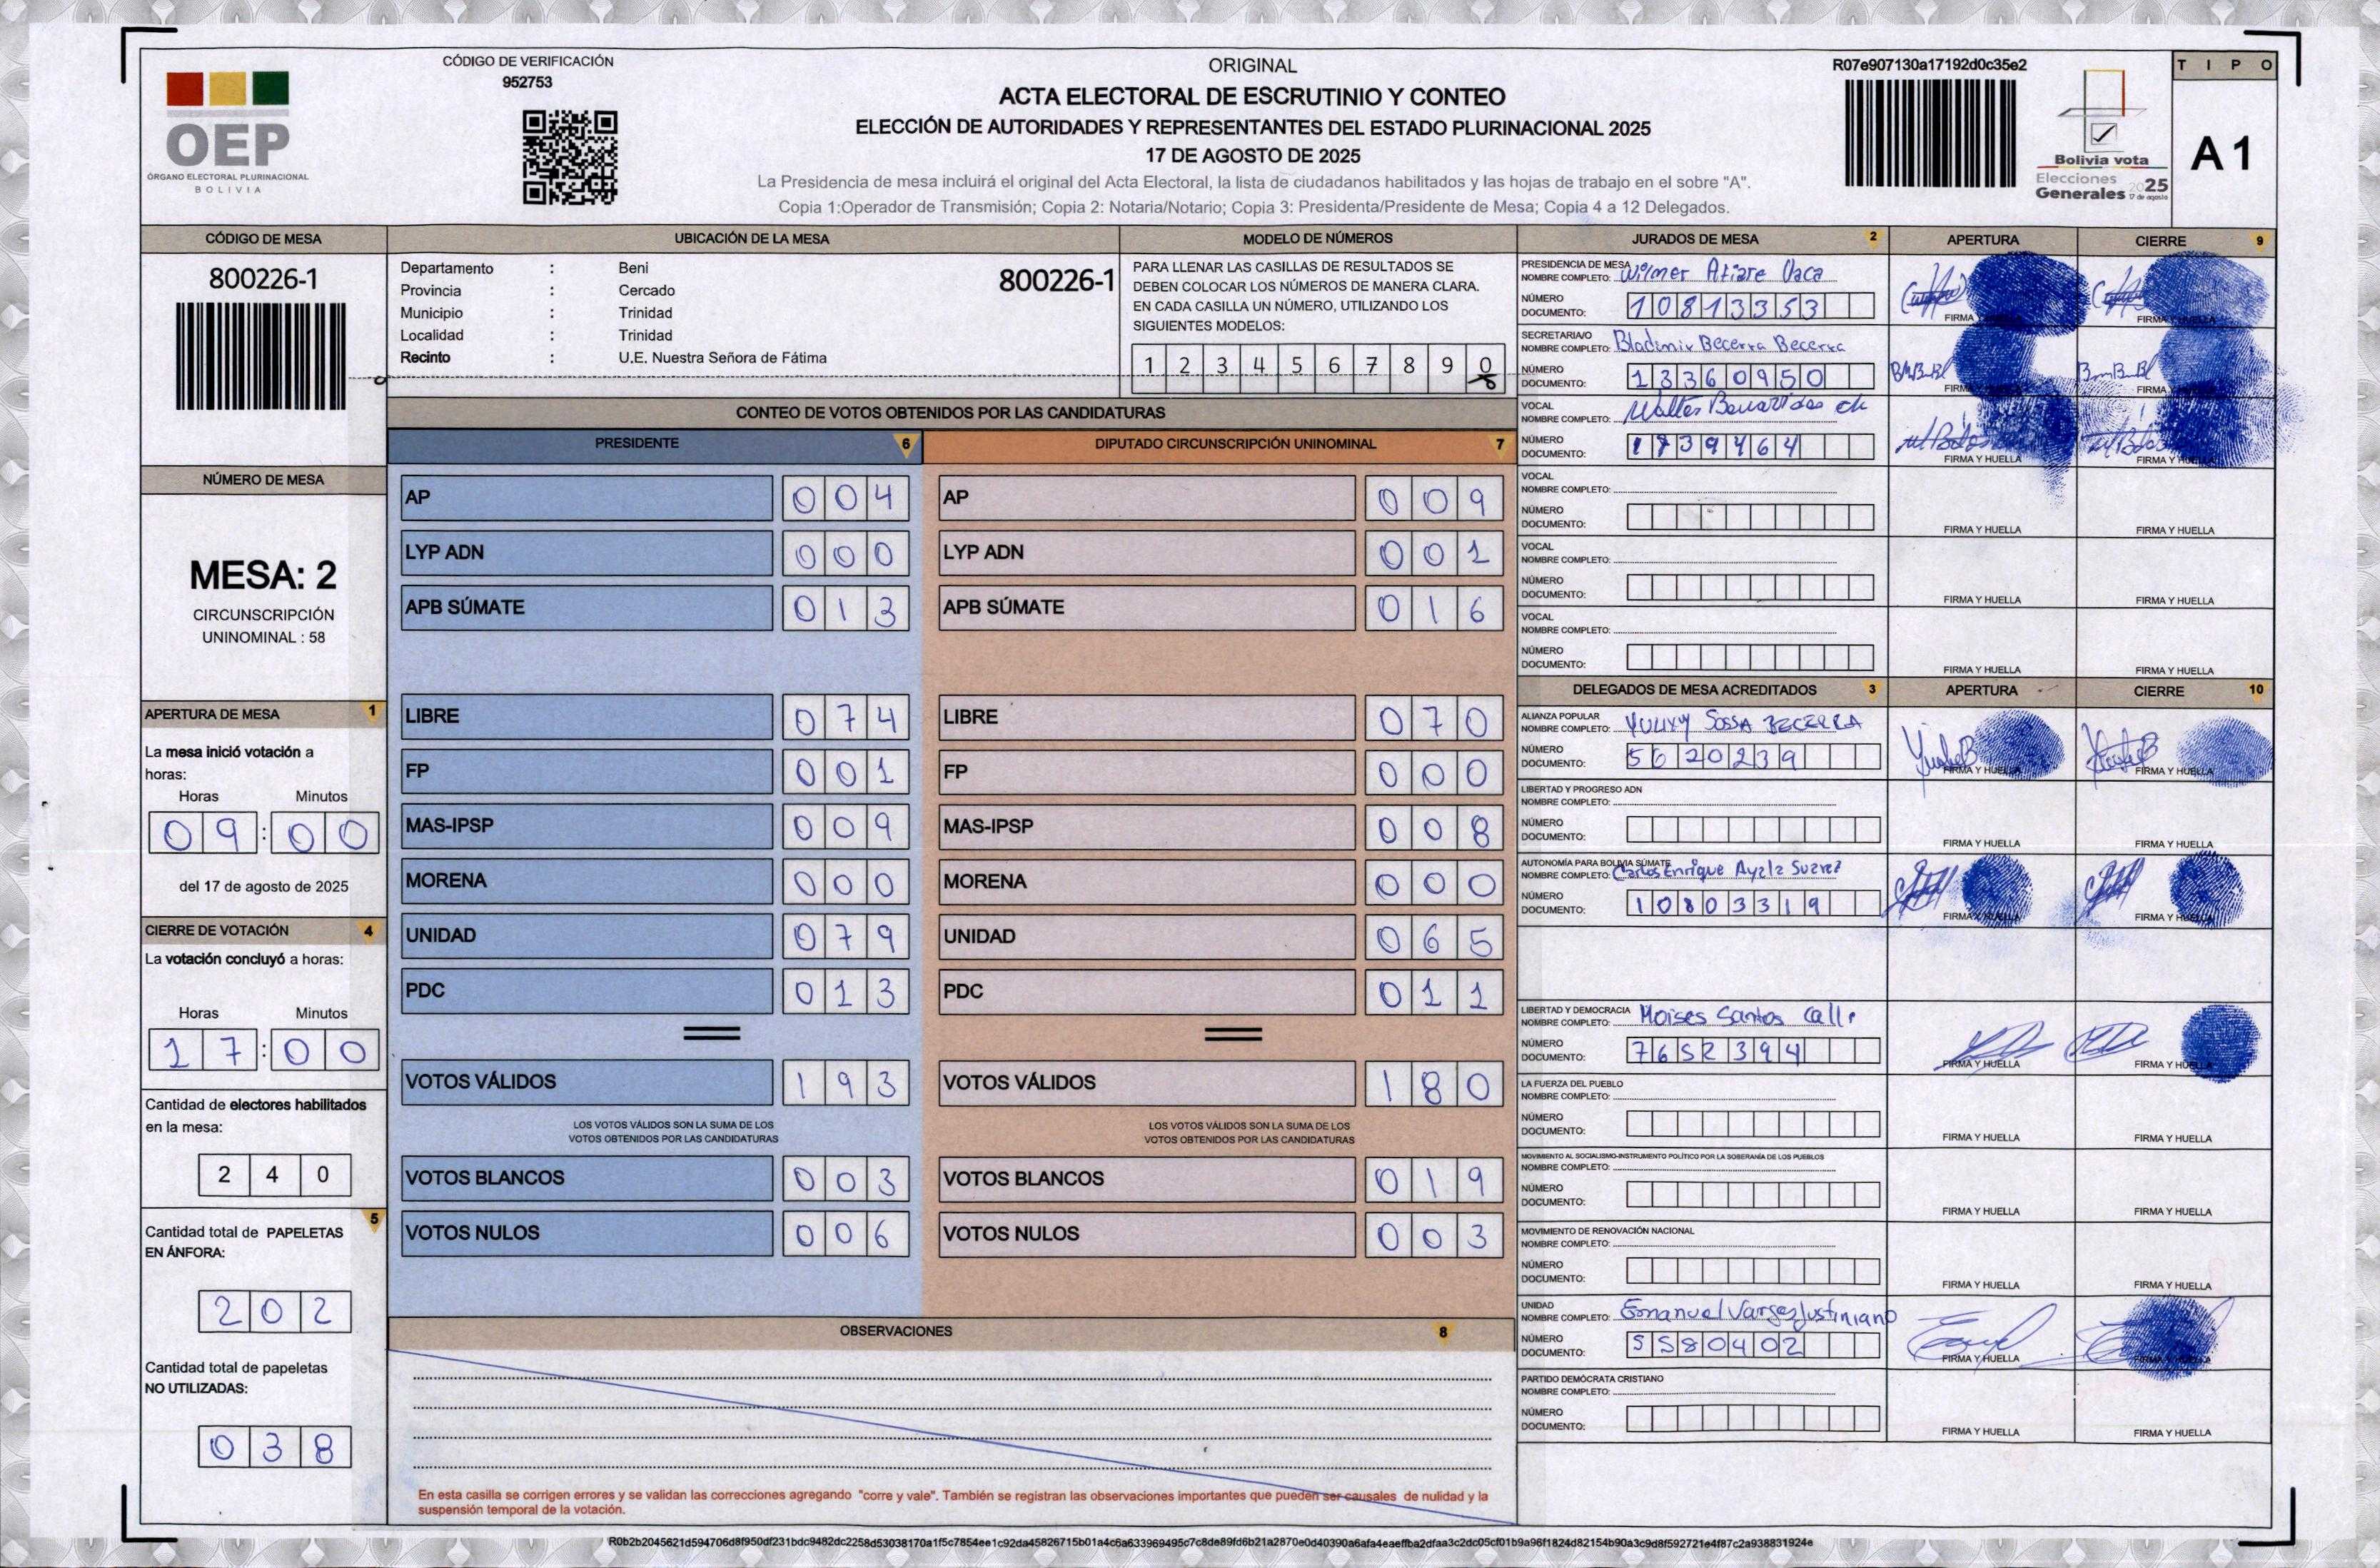 CÓDIGO DE VERIFICACIÓN
952753
OEP
ÓRGANO ELECTORAL PLURINACIONAL
BOLIVIA
ORIGINAL
ACTA ELECTORAL DE ESCRUTINIO Y CONTEO
ELECCIÓN DE AUTORIDADES Y REPRESENTANTES DEL ESTADO PLURINACIONAL 2025
17 DE AGOSTO DE 2025
La Presidencia de mesa incluirá el original del Acta Electoral, la lista de ciudadanos habilitados y las hojas de trabajo en el sobre "A".
Copia 1:Operador de Transmisión; Copia 2: Notaria/Notario; Copia 3: Presidenta/Presidente de Mesa; Copia 4 a 12 Delegados.
R07e907130a17192d0c35e2
Bolivia vota
Elecciones
Generales 2025
17 de agosto
TIPO
A 1
CÓDIGO DE MESA
800226-1
NÚMERO DE MESA
MESA: 2
CIRCUNSCRIPCIÓN
UNINOMINAL : 58
APERTURA DE MESA 1
La mesa inició votación a
horas:
Horas Minutos
09:00
del 17 de agosto de 2025
CIERRE DE VOTACIÓN 4
La votación concluyó a horas:
Horas Minutos
17:00
Cantidad de electores habilitados
en la mesa:
240
5
Cantidad total de PAPELETAS
EN ÁNFORA:
202
Cantidad total de papeletas
NO UTILIZADAS:
038
UBICACIÓN DE LA MESA
Departamento : Beni 800226-1
Provincia : Cercado
Municipio : Trinidad
Localidad : Trinidad
Recinto : U.E. Nuestra Señora de Fátima
MODELO DE NÚMEROS
PARA LLENAR LAS CASILLAS DE RESULTADOS SE
DEBEN COLOCAR LOS NÚMEROS DE MANERA CLARA.
EN CADA CASILLA UN NÚMERO, UTILIZANDO LOS
SIGUIENTES MODELOS:
1 2 3 4 5 6 7 8 9 0
CONTEO DE VOTOS OBTENIDOS POR LAS CANDIDATURAS
PRESIDENTE 6
AP 004
LYP ADN 000
APB SÚMATE 013
LIBRE 074
FP 001
MAS-IPSP 009
MORENA 000
UNIDAD 079
PDC 013
VOTOS VÁLIDOS 193
LOS VOTOS VÁLIDOS SON LA SUMA DE LOS
VOTOS OBTENIDOS POR LAS CANDIDATURAS
VOTOS BLANCOS 003
VOTOS NULOS 006
DIPUTADO CIRCUNSCRIPCIÓN UNINOMINAL 7
AP 009
LYP ADN 001
APB SÚMATE 016
LIBRE 070
FP 000
MAS-IPSP 008
MORENA 000
UNIDAD 065
PDC 011
VOTOS VÁLIDOS 180
LOS VOTOS VÁLIDOS SON LA SUMA DE LOS
VOTOS OBTENIDOS POR LAS CANDIDATURAS
VOTOS BLANCOS 019
VOTOS NULOS 003
OBSERVACIONES 8
En esta casilla se corrigen errores y se validan las correcciones agregando "corre y vale". También se registran las observaciones importantes que pueden ser causales de nulidad y la
suspensión temporal de la votación.
JURADOS DE MESA 2 APERTURA CIERRE 9
PRESIDENCIA DE MESA
NOMBRE COMPLETO: Wilmer Atiare Vaca
NÚMERO
DOCUMENTO: 10813353
FIRMA FIRMA Y HUELLA
SECRETARIA/O
NOMBRE COMPLETO: Bladimir Becerra Becerra
NÚMERO
DOCUMENTO: 13360950
FIRMA FIRMA
VOCAL
NOMBRE COMPLETO: Walter
NÚMERO
DOCUMENTO: 1739464
FIRMA Y HUELLA FIRMA Y HUELLA
VOCAL
NOMBRE COMPLETO:
NÚMERO
DOCUMENTO:
FIRMA Y HUELLA FIRMA Y HUELLA
VOCAL
NOMBRE COMPLETO:
NÚMERO
DOCUMENTO:
FIRMA Y HUELLA FIRMA Y HUELLA
VOCAL
NOMBRE COMPLETO:
NÚMERO
DOCUMENTO:
FIRMA Y HUELLA FIRMA Y HUELLA
DELEGADOS DE MESA ACREDITADOS 3 APERTURA CIERRE 10
ALIANZA POPULAR
NOMBRE COMPLETO: YULIXY SOSSA BECERRA
NÚMERO
DOCUMENTO: 5620239
FIRMA Y HUELLA FIRMA Y HUELLA
LIBERTAD Y PROGRESO ADN
NOMBRE COMPLETO:
NÚMERO
DOCUMENTO:
FIRMA Y HUELLA FIRMA Y HUELLA
AUTONOMÍA PARA BOLIVIA SÚMATE
NOMBRE COMPLETO: Carlos Enrique Ayala Suarez
NÚMERO
DOCUMENTO: 10803319
FIRMA Y HUELLA FIRMA Y HUELLA
LIBERTAD Y DEMOCRACIA
NOMBRE COMPLETO: Moises Santos Calli
NÚMERO
DOCUMENTO: 7652394
FIRMA Y HUELLA FIRMA Y HUELLA
LA FUERZA DEL PUEBLO
NOMBRE COMPLETO:
NÚMERO
DOCUMENTO:
FIRMA Y HUELLA FIRMA Y HUELLA
MOVIMIENTO AL SOCIALISMO-INSTRUMENTO POLÍTICO POR LA SOBERANÍA DE LOS PUEBLOS
NOMBRE COMPLETO:
NÚMERO
DOCUMENTO:
FIRMA Y HUELLA FIRMA Y HUELLA
MOVIMIENTO DE RENOVACIÓN NACIONAL
NOMBRE COMPLETO:
NÚMERO
DOCUMENTO:
FIRMA Y HUELLA FIRMA Y HUELLA
UNIDAD
NOMBRE COMPLETO: Emanuel Vargas Justiniano
NÚMERO
DOCUMENTO: 5580402
FIRMA Y HUELLA FIRMA Y HUELLA
PARTIDO DEMÓCRATA CRISTIANO
NOMBRE COMPLETO:
NÚMERO
DOCUMENTO:
FIRMA Y HUELLA FIRMA Y HUELLA